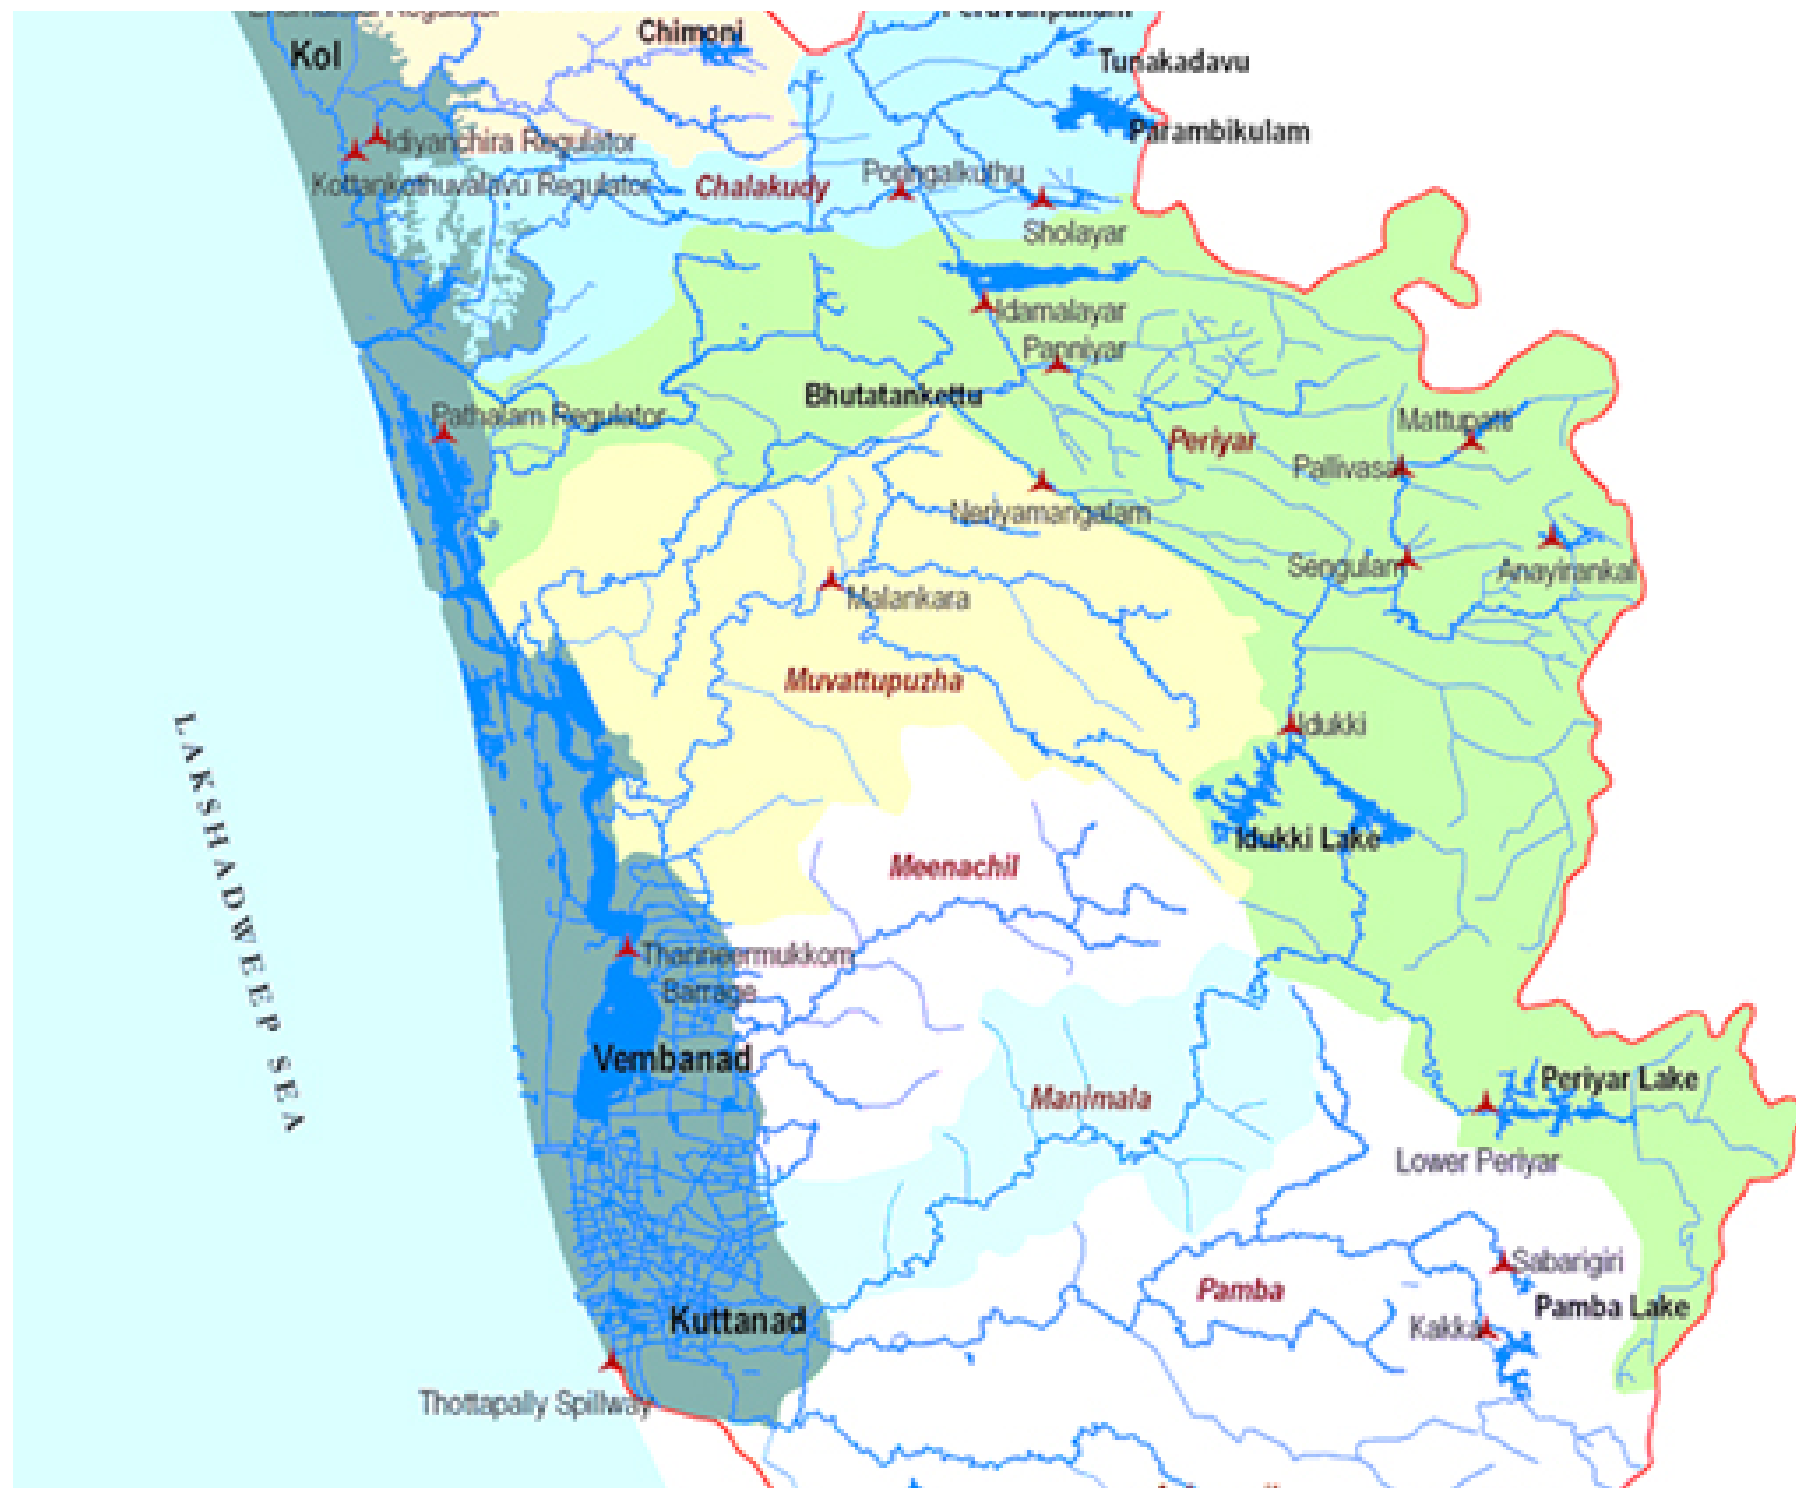 Kol
Chimoni
Tunakadavu
Parambikulam
Idiyanchira Regulator
Kottankothuvalavu Regulator
Chalakudy
Poringalkuthu
Sholayar
Idamalayar
Panniyar
Bhutatankettu
Pathalam Regulator
Periyar
Mattupatti
Pallivasal
Neriyamangalam
Sengulam
Anayirankal
Malankara
Muvattupuzha
Idukki
Idukki Lake
Meenachil
LAKSHADWEEP SEA
Thanneermukkom
Barrage
Vembanad
Manimala
Periyar Lake
Lower Periyar
Sabarigiri
Pamba
Pamba Lake
Kakka
Kuttanad
Thottapally Spillway